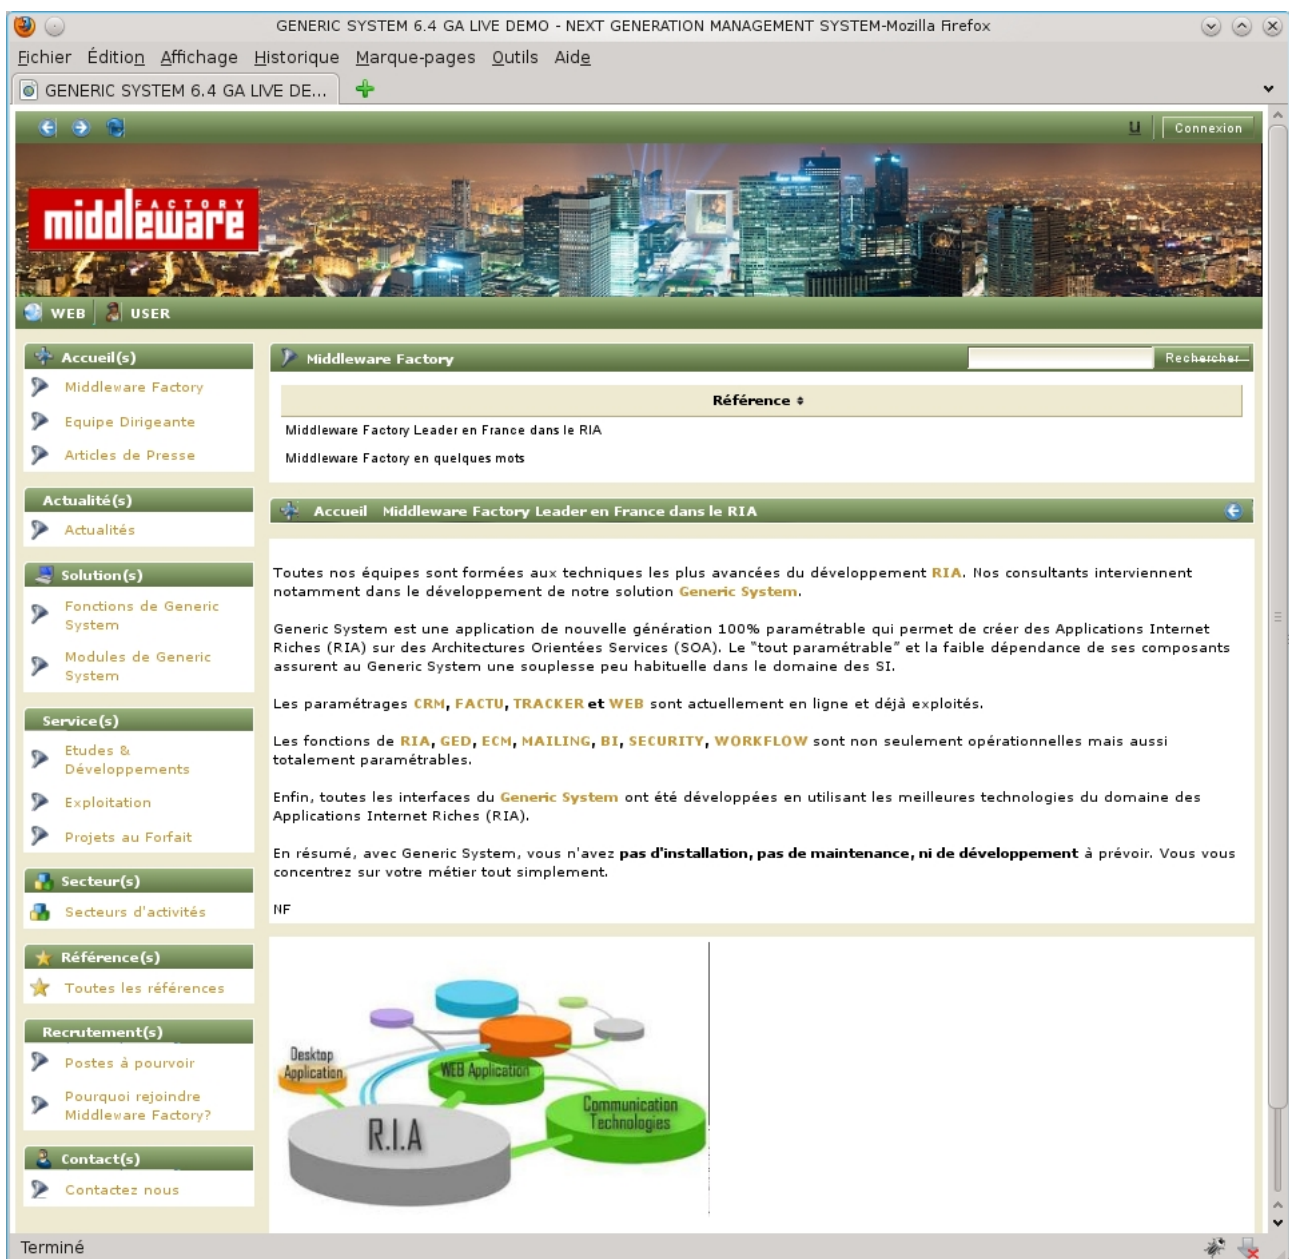 GENERIC SYSTEM 6.4 GA LIVE DEMO - NEXT GENERATION MANAGEMENT SYSTEM-Mozilla Firefox
Fichier Édition Affichage Historique Marque-pages Outils Aide
GENERIC SYSTEM 6.4 GA LIVE DE...
U Connexion
FACTORY
middleware
WEB USER
Accueil(s)
Middleware Factory
Equipe Dirigeante
Articles de Presse
Actualité(s)
Actualités
Solution(s)
Fonctions de Generic
System
Modules de Generic
System
Service(s)
Etudes &
Développements
Exploitation
Projets au Forfait
Secteur(s)
Secteurs d'activités
Référence(s)
Toutes les références
Recrutement(s)
Postes à pourvoir
Pourquoi rejoindre
Middleware Factory?
Contact(s)
Contactez nous
Middleware Factory Rechercher
Référence
Middleware Factory Leader en France dans le RIA
Middleware Factory en quelques mots
Accueil Middleware Factory Leader en France dans le RIA
Toutes nos équipes sont formées aux techniques les plus avancées du développement RIA. Nos consultants interviennent
notamment dans le développement de notre solution Generic System.
Generic System est une application de nouvelle génération 100% paramétrable qui permet de créer des Applications Internet
Riches (RIA) sur des Architectures Orientées Services (SOA). Le "tout paramétrable" et la faible dépendance de ses composants
assurent au Generic System une souplesse peu habituelle dans le domaine des SI.
Les paramétrages CRM, FACTU, TRACKER et WEB sont actuellement en ligne et déjà exploités.
Les fonctions de RIA, GED, ECM, MAILING, BI, SECURITY, WORKFLOW sont non seulement opérationnelles mais aussi
totalement paramétrables.
Enfin, toutes les interfaces du Generic System ont été développées en utilisant les meilleures technologies du domaine des
Applications Internet Riches (RIA).
En résumé, avec Generic System, vous n'avez pas d'installation, pas de maintenance, ni de développement à prévoir. Vous vous
concentrez sur votre métier tout simplement.
NF
Desktop
Application
WEB Application
Communication
Technologies
R.I.A
Terminé